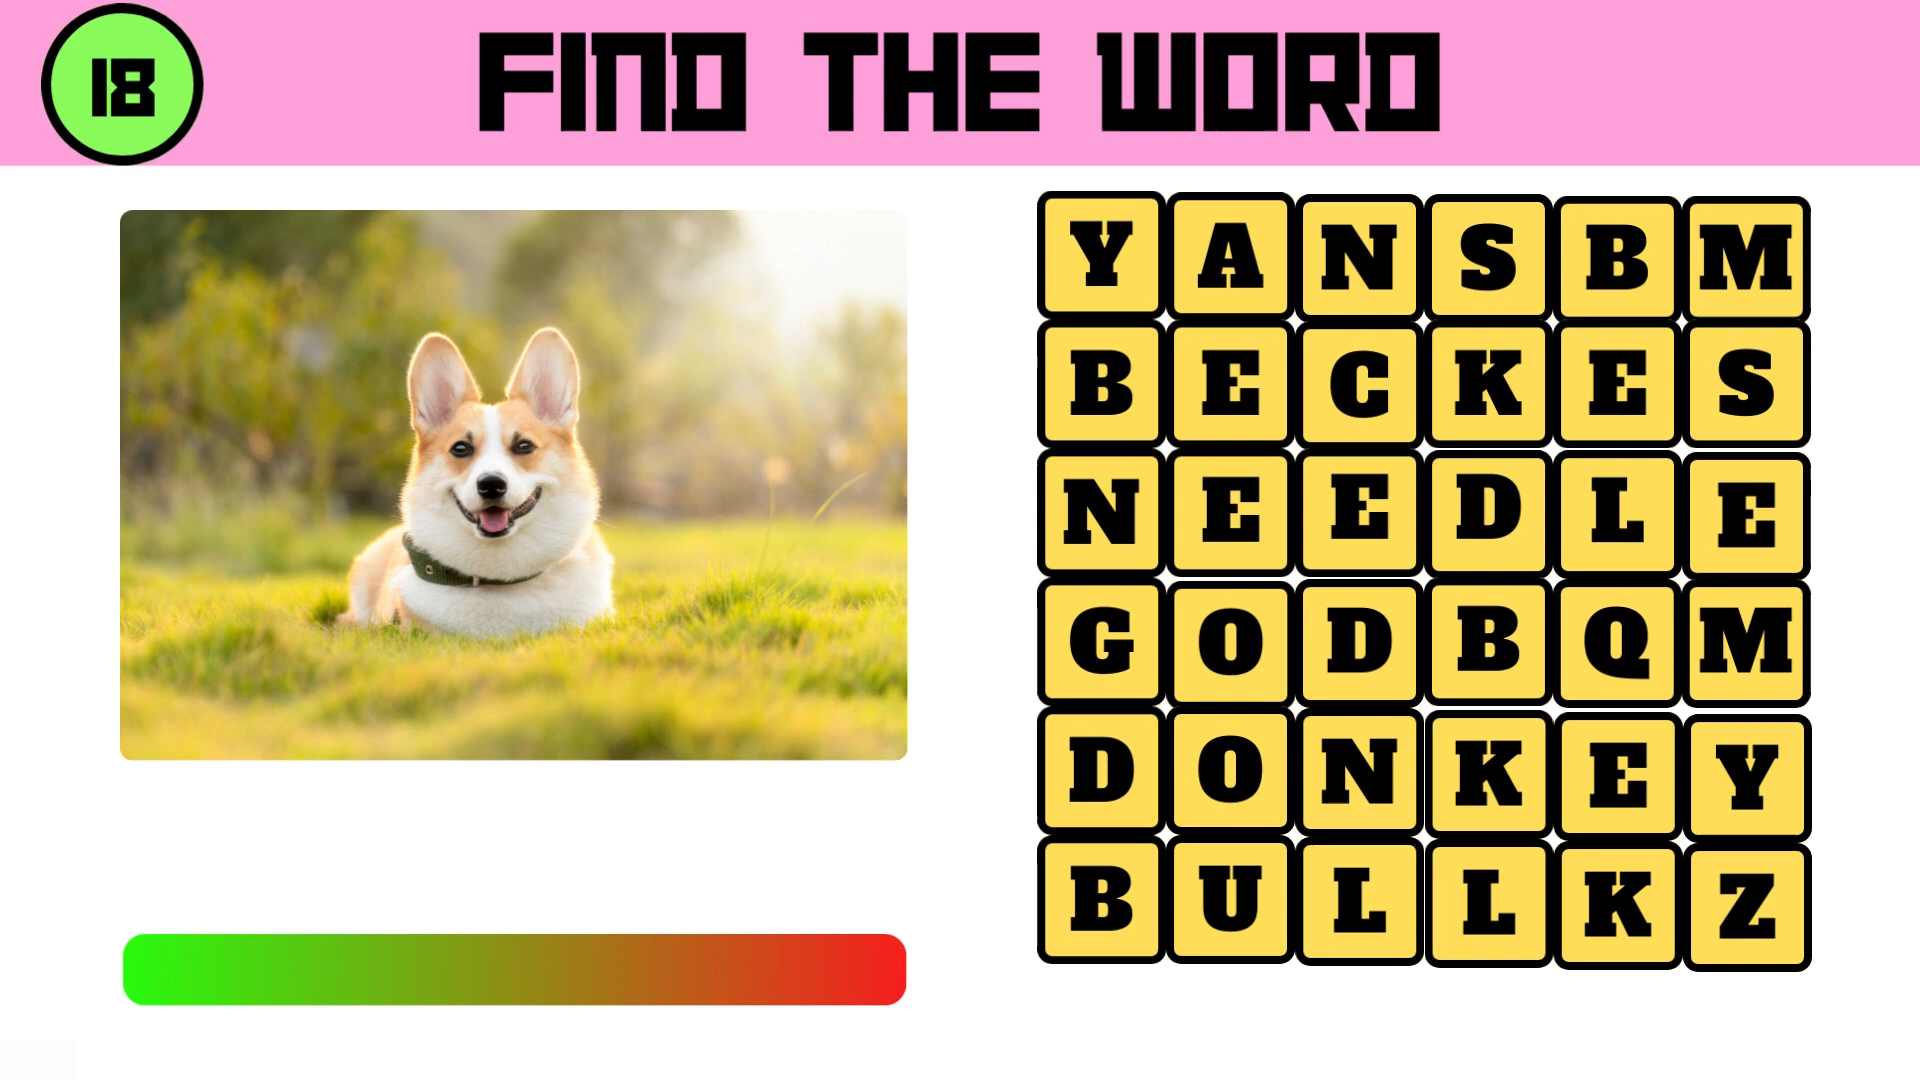 18
FIND THE WORD
Y A N S B M
B E C K E S
N E E D L E
G O D B Q M
D O N K E Y
B U L L K Z